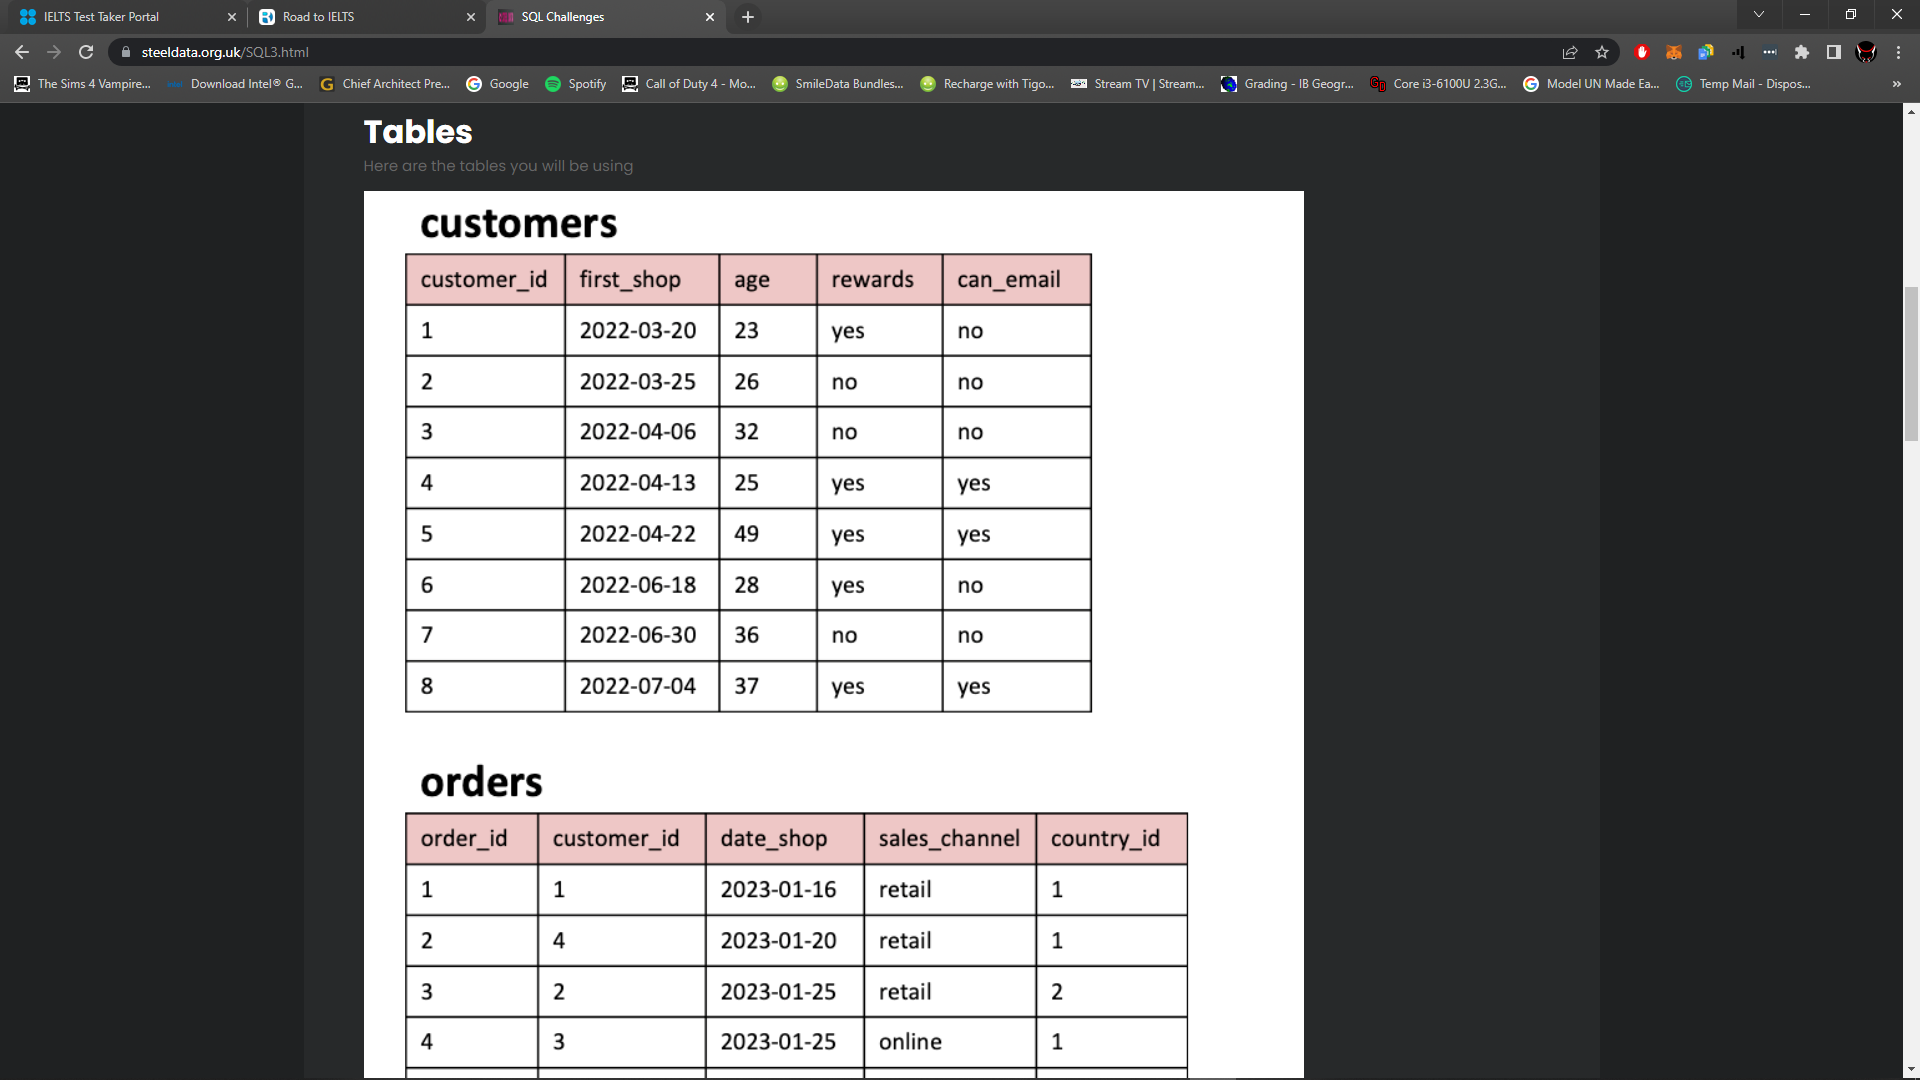 IELTS Test Taker Portal
Road to IELTS
SQL Challenges
steeldata.org.uk/SQL3.html
The Sims 4 Vampire...
Download Intel® G...
Chief Architect Pre...
Google
Spotify
Call of Duty 4 - Mo...
SmileData Bundles...
Recharge with Tigo...
Stream TV | Stream...
Grading - IB Geogr...
Core i3-6100U 2.3G...
Model UN Made Ea...
Temp Mail - Dispos...
Tables
Here are the tables you will be using
customers
customer_id first_shop age rewards can_email
1 2022-03-20 23 yes no
2 2022-03-25 26 no no
3 2022-04-06 32 no no
4 2022-04-13 25 yes yes
5 2022-04-22 49 yes yes
6 2022-06-18 28 yes no
7 2022-06-30 36 no no
8 2022-07-04 37 yes yes
orders
order_id customer_id date_shop sales_channel country_id
1 1 2023-01-16 retail 1
2 4 2023-01-20 retail 1
3 2 2023-01-25 retail 2
4 3 2023-01-25 online 1